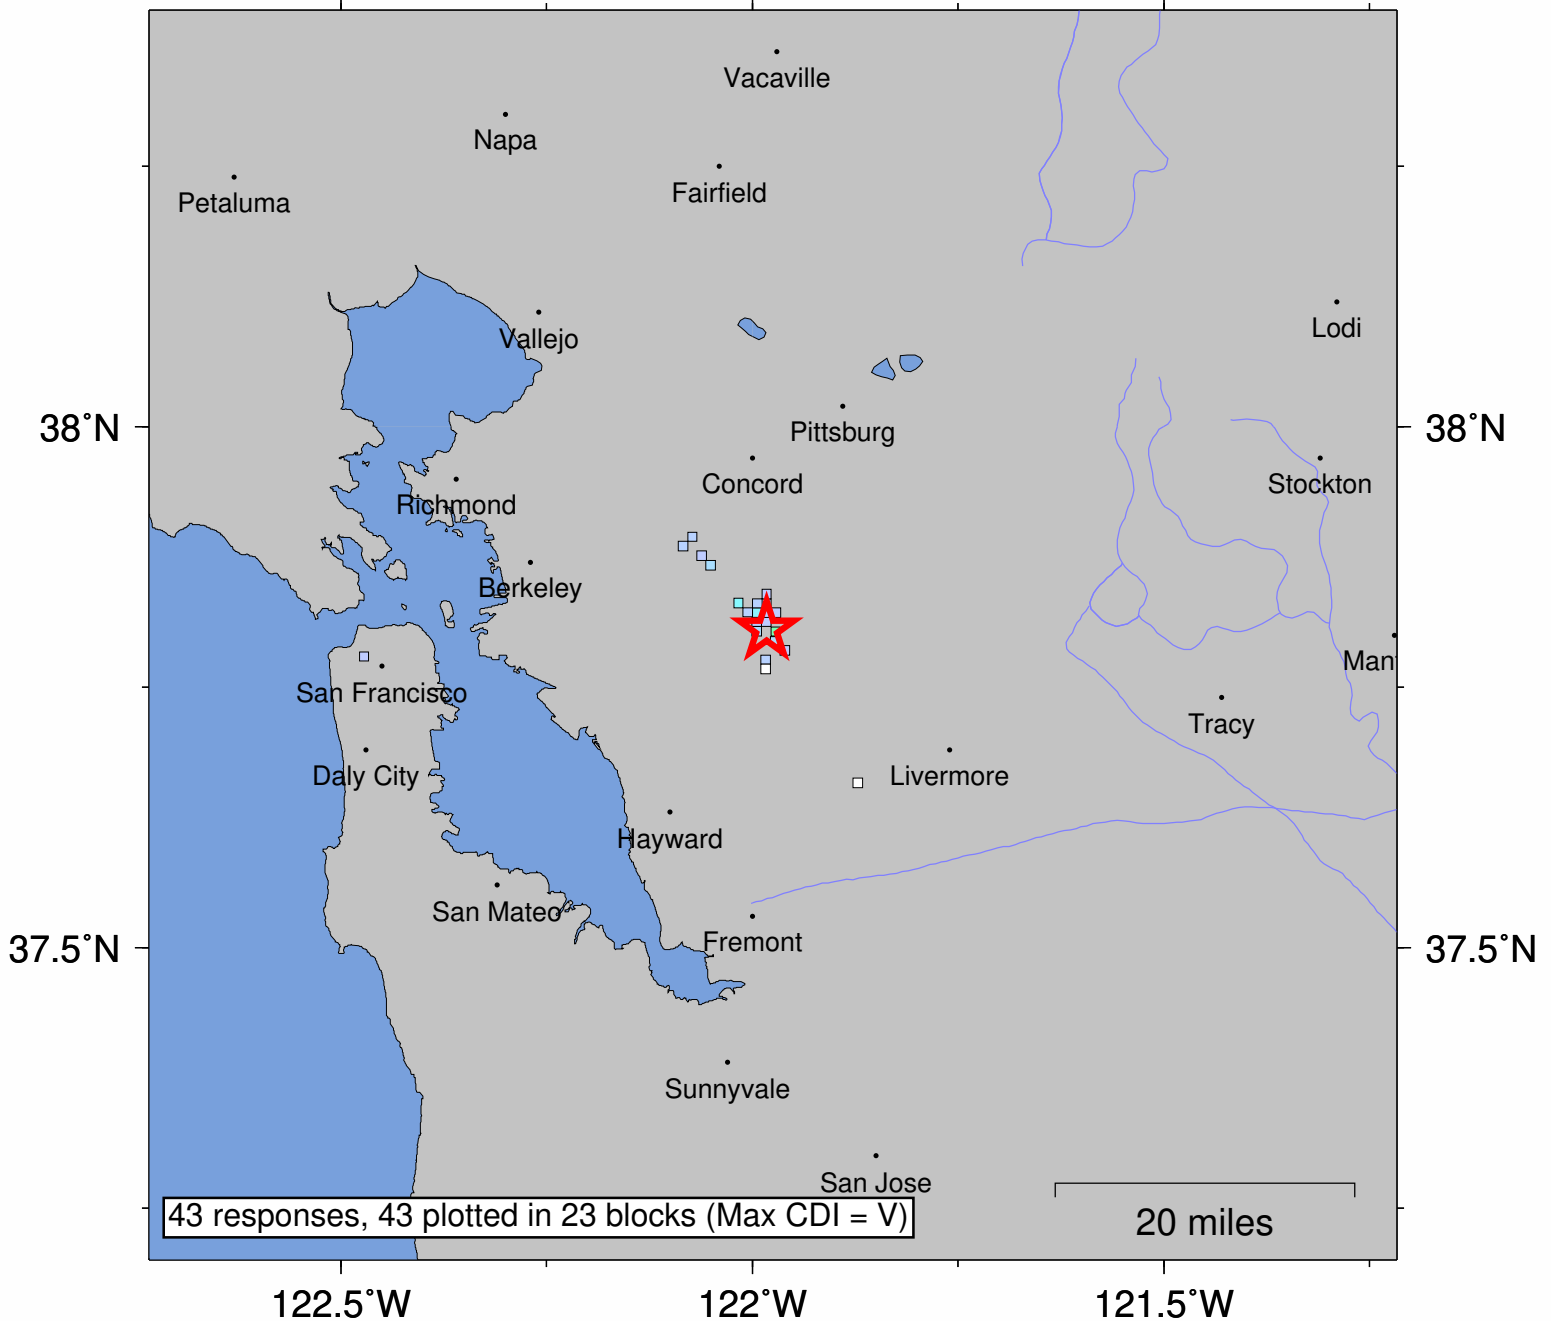 Vacaville
Napa
Fairfield
Petaluma
Lodi
Vallejo
38°N
38°N
Pittsburg
Concord
Stockton
Richmond
Berkeley
Man
San Francisco
Tracy
Daly City
Livermore
Hayward
San Mateo
Fremont
37.5°N
37.5°N
Sunnyvale
San Jose
43 responses, 43 plotted in 23 blocks (Max CDI = V)
20 miles
122.5°W
122°W
121.5°W